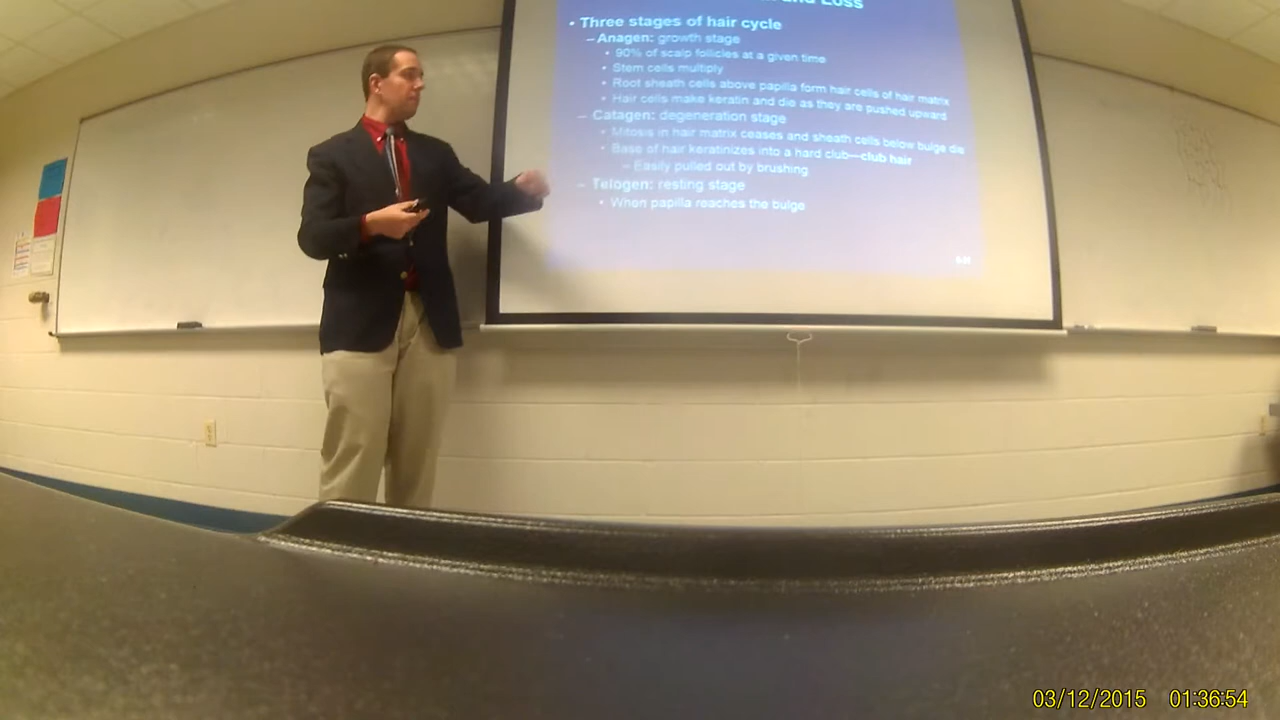 and Loss
• Three stages of hair cycle
– Anagen: growth stage
• 90% of scalp follicles at a given time
• Stem cells multiply
• Root sheath cells above papilla form hair cells of hair matrix
• Hair cells make keratin and die as they are pushed upward
– Catagen: degeneration stage
• Mitosis in hair matrix ceases and sheath cells below bulge die
• Base of hair keratinizes into a hard club—club hair
– Easily pulled out by brushing
– Telogen: resting stage
• When papilla reaches the bulge
03/12/2015 01:36:54